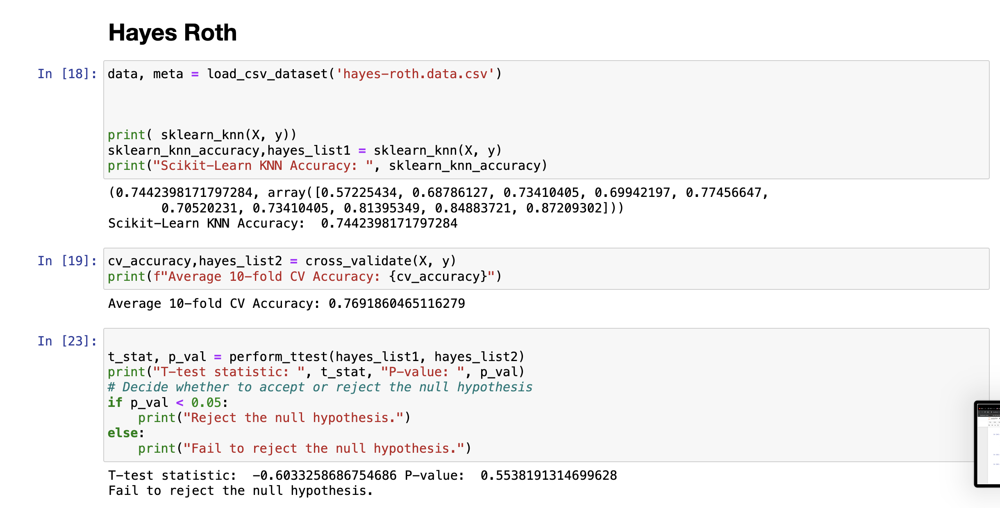 Hayes Roth
In [18]:
data, meta = load_csv_dataset('hayes-roth.data.csv')
print( sklearn_knn(X, y))
sklearn_knn_accuracy,hayes_list1 = sklearn_knn(X, y)
print("Scikit-Learn KNN Accuracy: ", sklearn_knn_accuracy)
(0.7442398171797284, array([0.57225434, 0.68786127, 0.73410405, 0.69942197, 0.77456647,
0.70520231, 0.73410405, 0.81395349, 0.84883721, 0.87209302]))
Scikit-Learn KNN Accuracy:  0.7442398171797284
In [19]:
cv_accuracy,hayes_list2 = cross_validate(X, y)
print(f"Average 10-fold CV Accuracy: {cv_accuracy}")
Average 10-fold CV Accuracy: 0.7691860465116279
In [23]:
t_stat, p_val = perform_ttest(hayes_list1, hayes_list2)
print("T-test statistic: ", t_stat, "P-value: ", p_val)
# Decide whether to accept or reject the null hypothesis
if p_val < 0.05:
    print("Reject the null hypothesis.")
else:
    print("Fail to reject the null hypothesis.")
T-test statistic:  -0.6033258686754686 P-value:  0.5538191314699628
Fail to reject the null hypothesis.